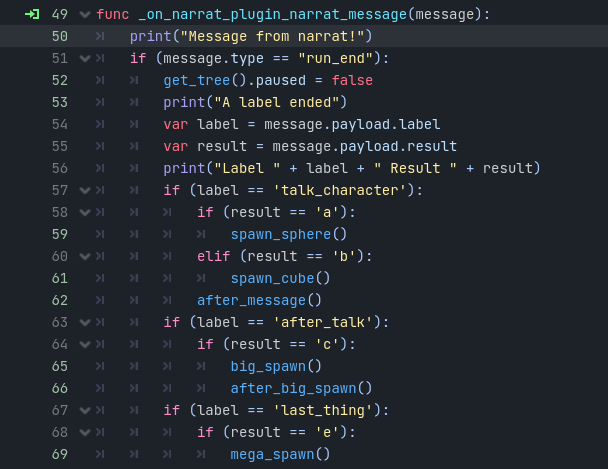 49 func _on_narrat_plugin_narrat_message(message):
50     print("Message from narrat!")
51     if (message.type == "run_end"):
52         get_tree().paused = false
53         print("A label ended")
54         var label = message.payload.label
55         var result = message.payload.result
56         print("Label " + label + " Result " + result)
57         if (label == 'talk_character'):
58             if (result == 'a'):
59                 spawn_sphere()
60             elif (result == 'b'):
61                 spawn_cube()
62             after_message()
63         if (label == 'after_talk'):
64             if (result == 'c'):
65                 big_spawn()
66                 after_big_spawn()
67         if (label == 'last_thing'):
68             if (result == 'e'):
69                 mega_spawn()